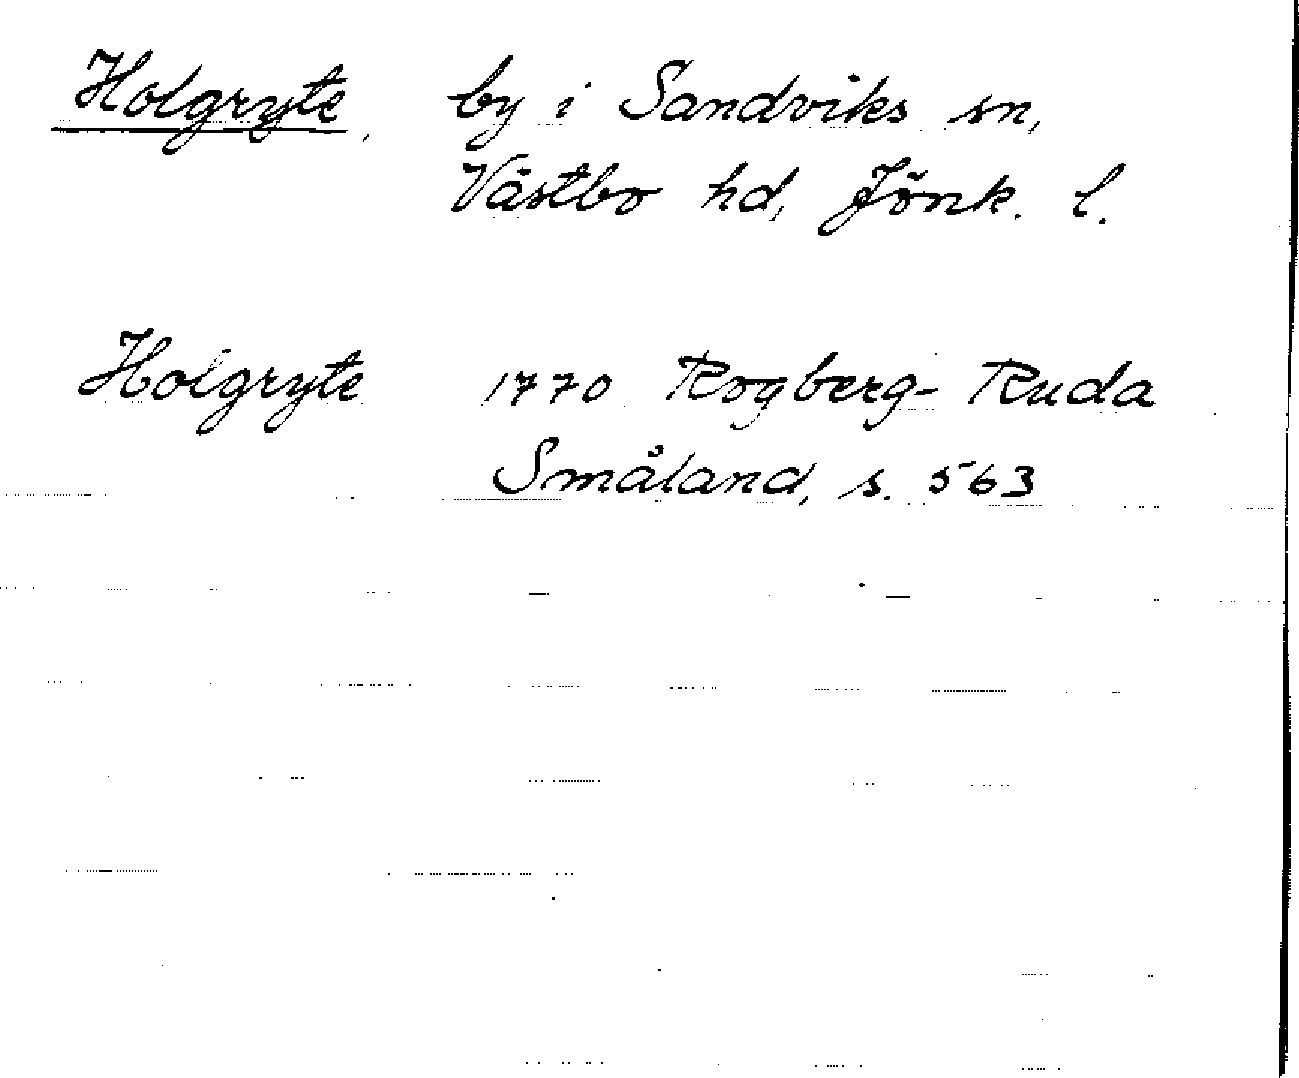 Holgryte, by i Sandviks sn,
Västbo hd, Jönk. l.
Holgryte 1770 Rogberg-Ruda
Småland, s. 563